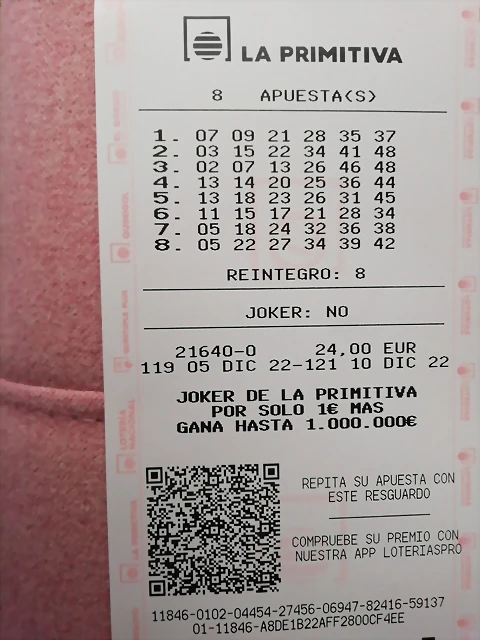 LA PRIMITIVA
8 APUESTA(S)
1. 07 09 21 28 35 37
2. 03 15 22 34 41 48
3. 02 07 13 26 46 48
4. 13 14 20 25 36 44
5. 13 18 23 26 31 45
6. 11 15 17 21 28 34
7. 05 18 24 32 36 38
8. 05 22 27 34 39 42
REINTEGRO: 8
JOKER: NO
21640-0 24,00 EUR
119 05 DIC 22-121 10 DIC 22
JOKER DE LA PRIMITIVA
POR SOLO 1€ MAS
GANA HASTA 1.000.000€
REPITA SU APUESTA CON
ESTE RESGUARDO
COMPRUEBE SU PREMIO CON
NUESTRA APP LOTERIASPRO
11846-0102-04454-27456-06947-82416-59137
01-11846-A8DE1B22AFF2800CF4EE